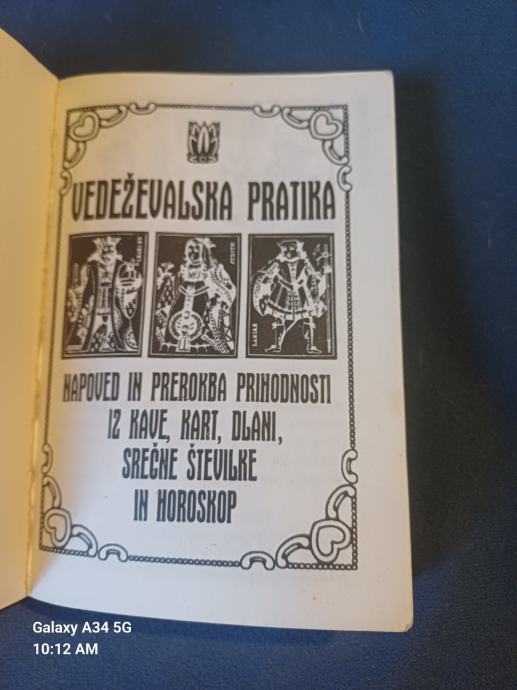 VEDEŽEVALSKA PRATIKA
NAPOVED IN PREROKBA PRIHODNOSTI
IZ KAVE, KART, DLANI,
SREČNE ŠTEVILKE
IN HOROSKOP
Galaxy A34 5G
10:12 AM